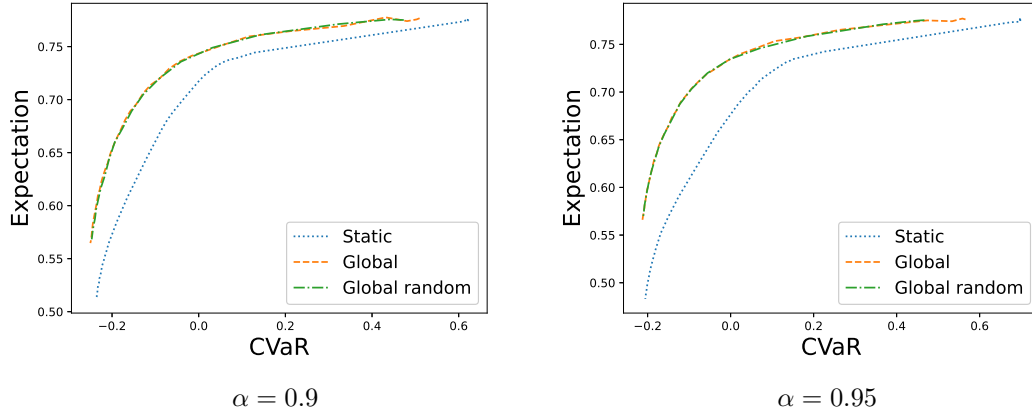 0.75
0.70
0.65
0.60
0.55
0.50
Expectation
−0.2 0.0 0.2 0.4 0.6
CVaR
Static
Global
Global random
α = 0.9
0.75
0.70
0.65
0.60
0.55
0.50
Expectation
−0.2 0.0 0.2 0.4 0.6
CVaR
Static
Global
Global random
α = 0.95